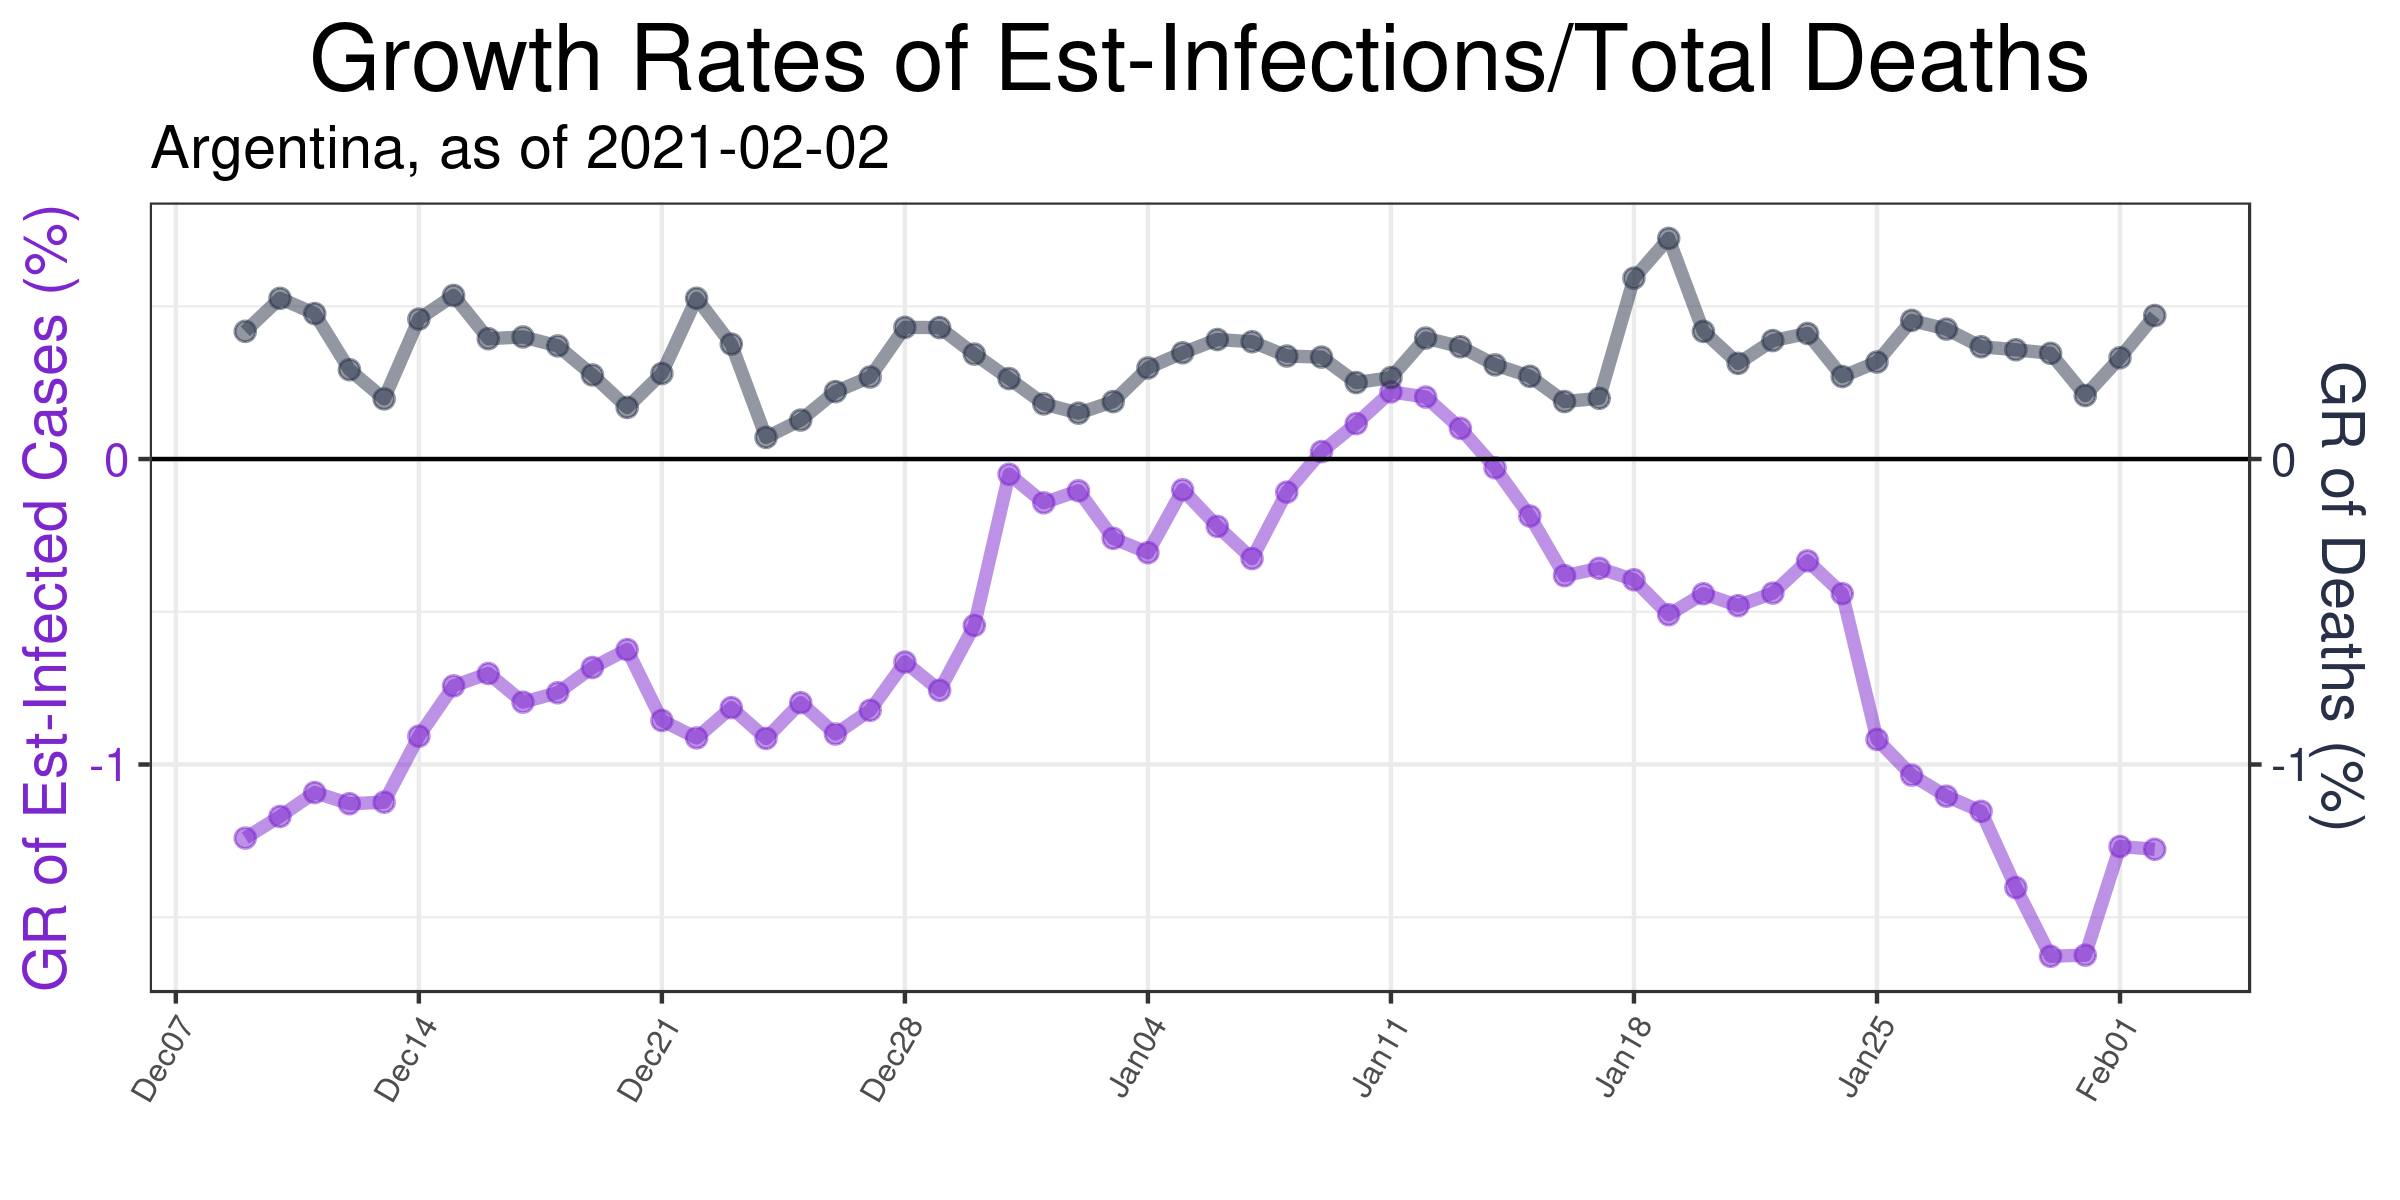 Growth Rates of Est-Infections/Total Deaths
Argentina, as of 2021-02-02
GR of Est-Infected Cases (%)
0
-1
GR of Deaths (%)
0
-1
Dec07
Dec14
Dec21
Dec28
Jan04
Jan11
Jan18
Jan25
Feb01